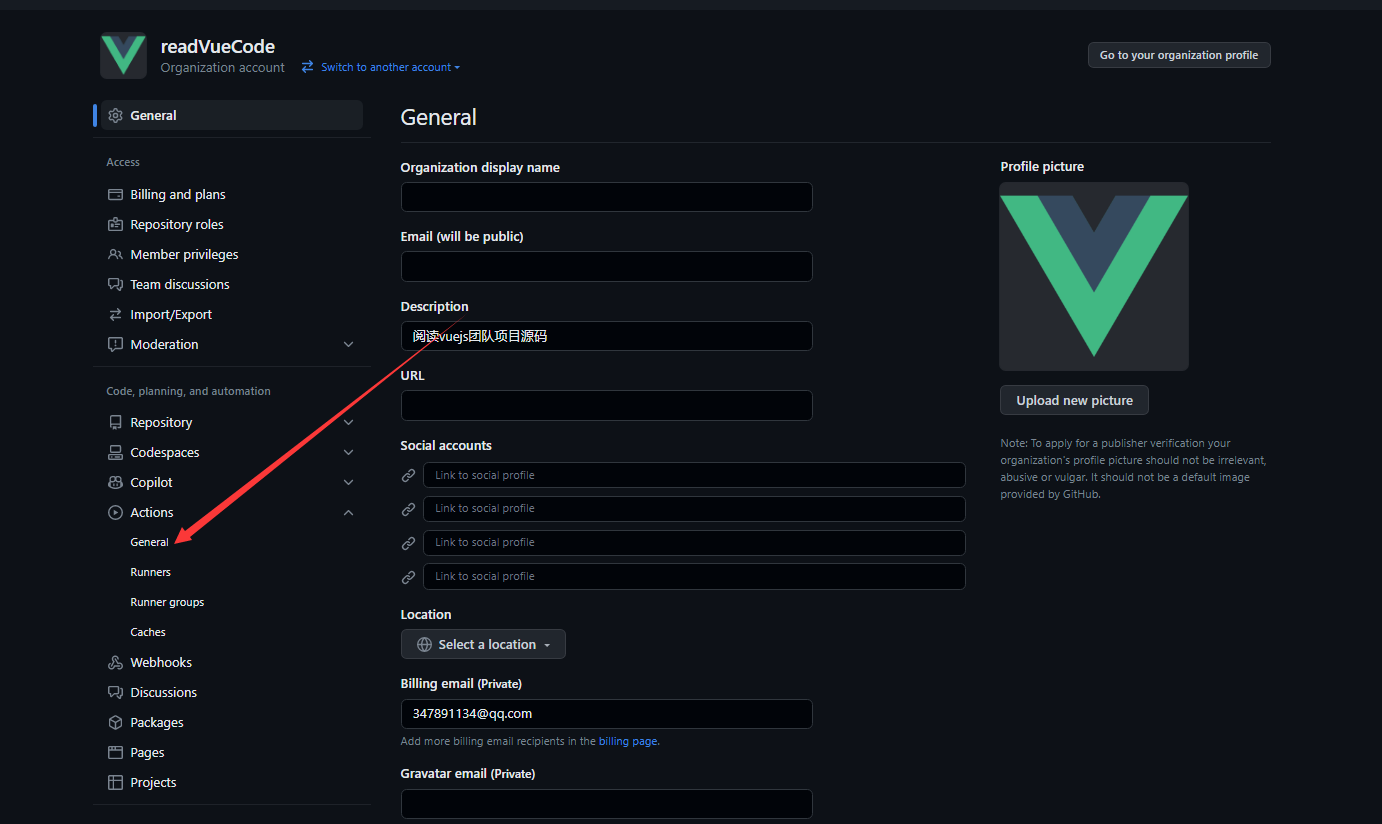 readVueCode
Organization account
Switch to another account
Go to your organization profile
General
Access
Billing and plans
Repository roles
Member privileges
Team discussions
Import/Export
Moderation
Code, planning, and automation
Repository
Codespaces
Copilot
Actions
General
Runners
Runner groups
Caches
Webhooks
Discussions
Packages
Pages
Projects
General
Organization display name
Email (will be public)
Description
阅读vuejs团队项目源码
URL
Social accounts
Link to social profile
Link to social profile
Link to social profile
Link to social profile
Location
Select a location
Billing email (Private)
347891134@qq.com
Add more billing email recipients in the billing page.
Gravatar email (Private)
Profile picture
Upload new picture
Note: To apply for a publisher verification your
organization's profile picture should not be irrelevant,
abusive or vulgar. It should not be a default image
provided by GitHub.